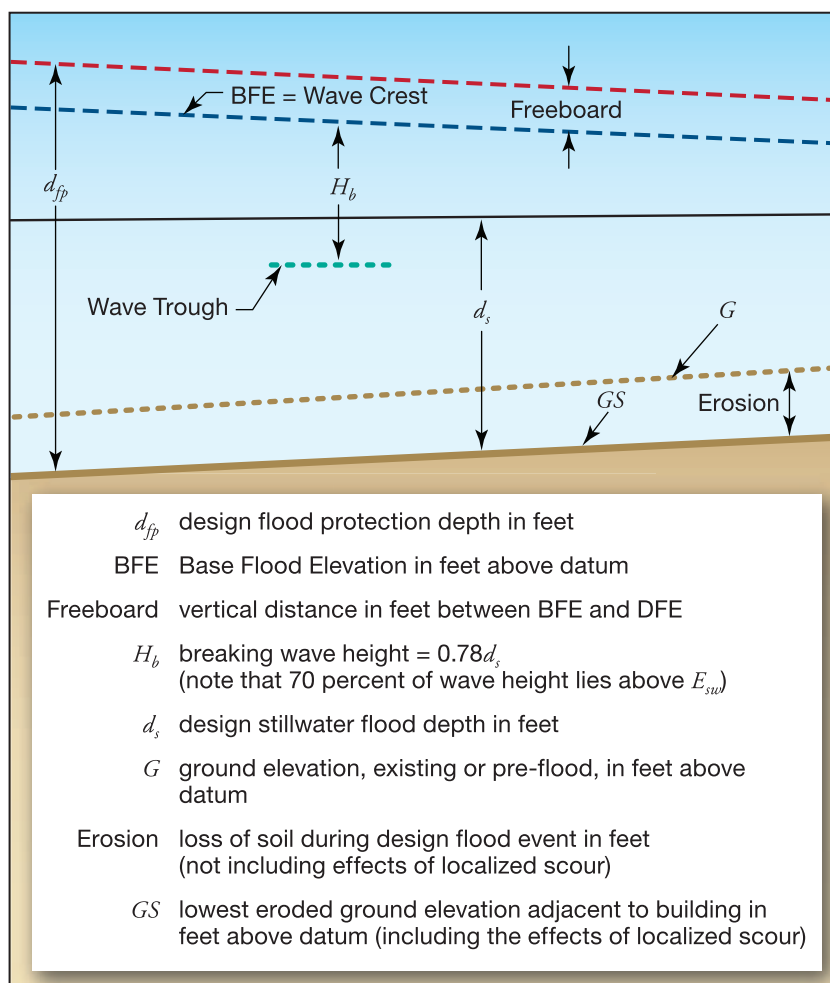 BFE = Wave Crest
Freeboard
d_fp
H_b
Wave Trough
d_s
G
GS
Erosion
d_fp design flood protection depth in feet
BFE Base Flood Elevation in feet above datum
Freeboard vertical distance in feet between BFE and DFE
H_b breaking wave height = 0.78d_s
(note that 70 percent of wave height lies above E_sw)
d_s design stillwater flood depth in feet
G ground elevation, existing or pre-flood, in feet above
datum
Erosion loss of soil during design flood event in feet
(not including effects of localized scour)
GS lowest eroded ground elevation adjacent to building in
feet above datum (including the effects of localized scour)